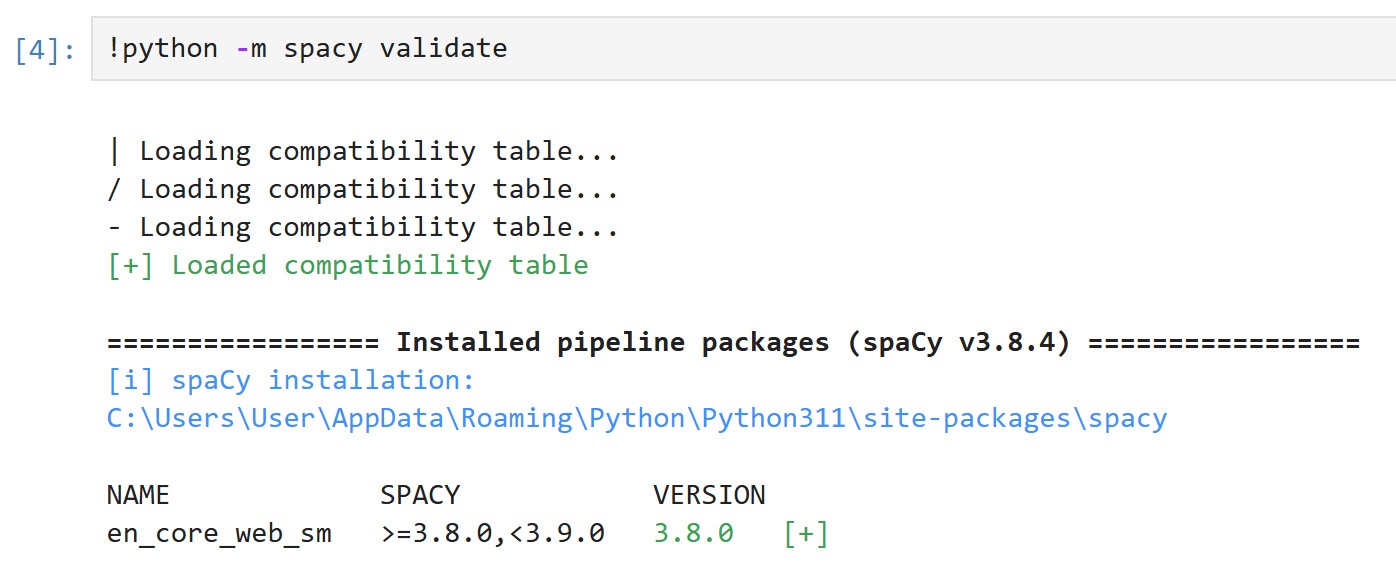 [4]: !python -m spacy validate
| Loading compatibility table...
/ Loading compatibility table...
- Loading compatibility table...
[+] Loaded compatibility table
================= Installed pipeline packages (spaCy v3.8.4) =================
[i] spaCy installation:
C:\Users\User\AppData\Roaming\Python\Python311\site-packages\spacy
NAME SPACY VERSION
en_core_web_sm >=3.8.0,<3.9.0 3.8.0 [+]